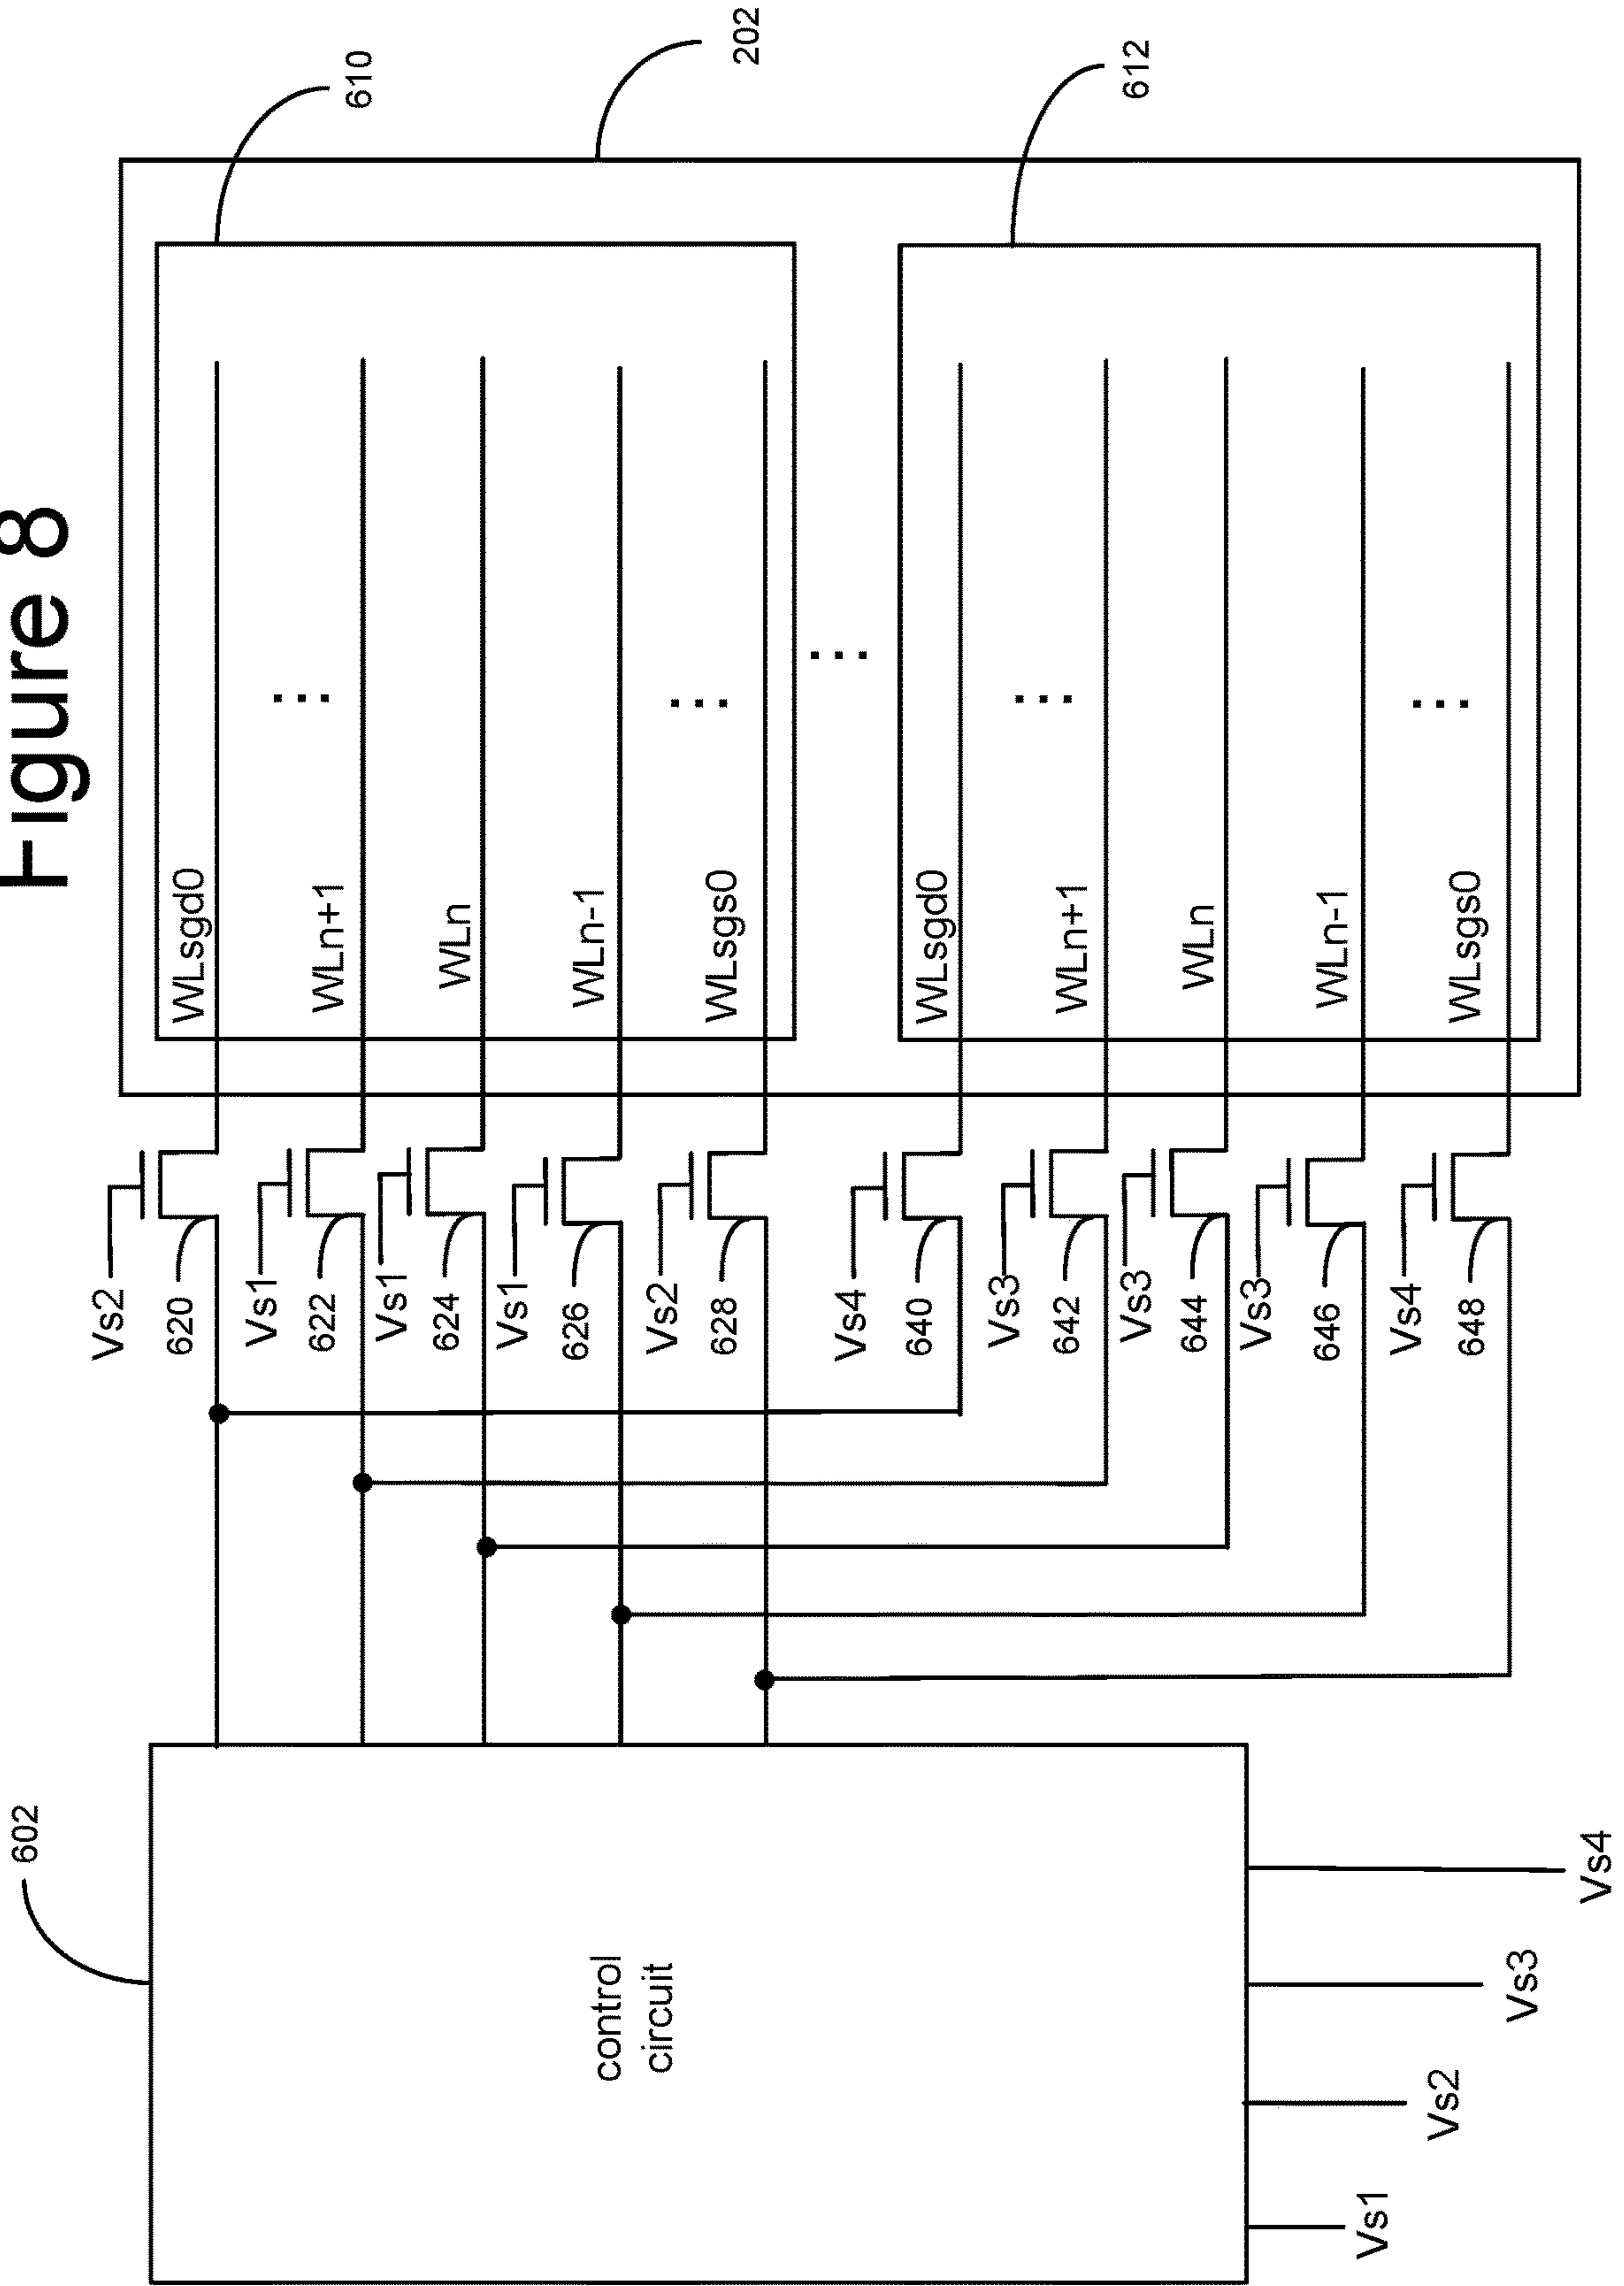 Figure 8
602
control
circuit
Vs1
Vs2
Vs3
Vs4
Vs2
620
Vs1
622
Vs1
624
Vs1
626
Vs2
628
Vs4
640
Vs3
642
Vs3
644
Vs3
646
Vs4
648
WLsgd0
...
WLn+1
WLn
WLn-1
...
WLsgs0
...
WLsgd0
...
WLn+1
WLn
WLn-1
...
WLsgs0
610
202
612